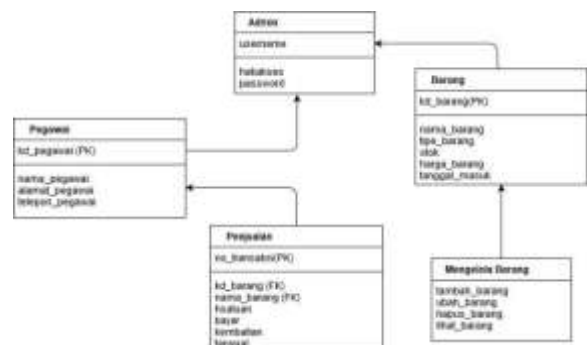 Admin
username
hakakses
password
Barang
kd_barang(PK)
nama_barang
tipe_barang
stok
harga_barang
tanggal_masuk
Pegawai
kd_pegawai (PK)
nama_pegawai
alamat_pegawai
telepon_pegawai
Penjualan
no_transaksi(PK)
kd_barang (FK)
nama_barang (FK)
bayar
kembalian
tanggal
Mengelola Barang
tambah_barang
ubah_barang
hapus_barang
lihat_barang